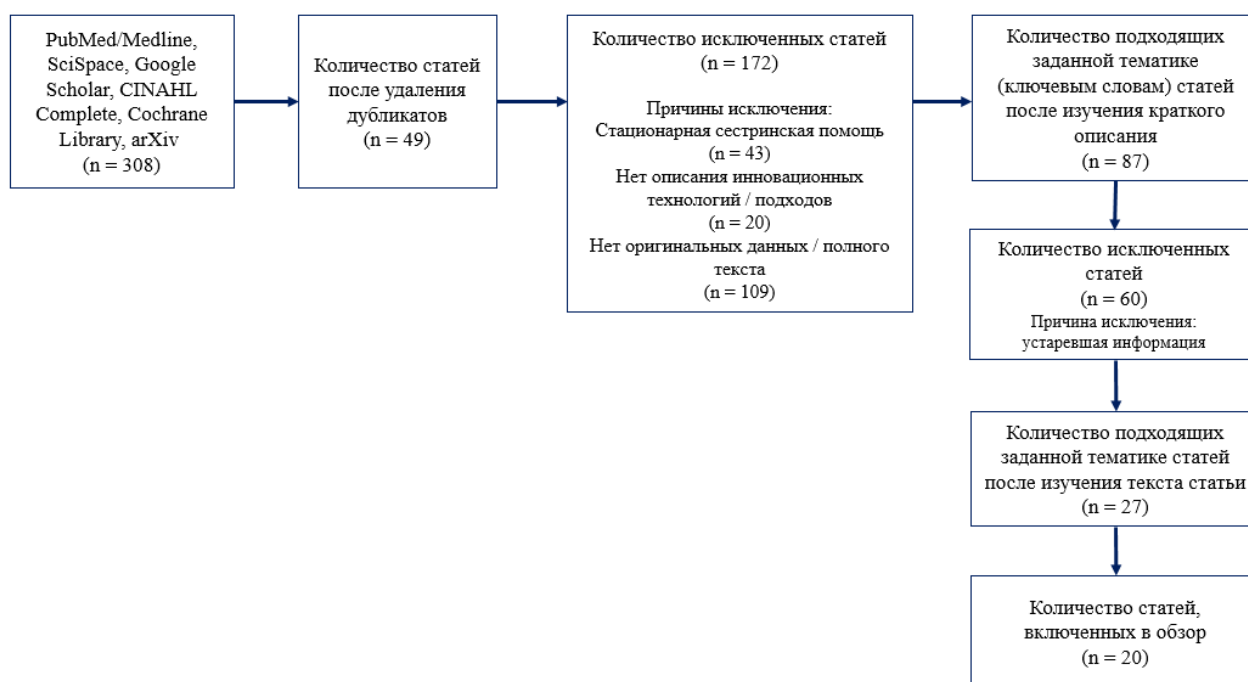 PubMed/Medline,
SciSpace, Google
Scholar, CINAHL
Complete, Cochrane
Library, arXiv
(n = 308)
Количество статей
после удаления
дубликатов
(n = 49)
Количество исключенных статей
(n = 172)
Причины исключения:
Стационарная сестринская помощь
(n = 43)
Нет описания инновационных
технологий / подходов
(n = 20)
Нет оригинальных данных / полного
текста
(n = 109)
Количество подходящих
заданной тематике
(ключевым словам) статей
после изучения краткого
описания
(n = 87)
Количество исключенных
статей
(n = 60)
Причина исключения:
устаревшая информация
Количество подходящих
заданной тематике статей
после изучения текста статьи
(n = 27)
Количество статей,
включенных в обзор
(n = 20)